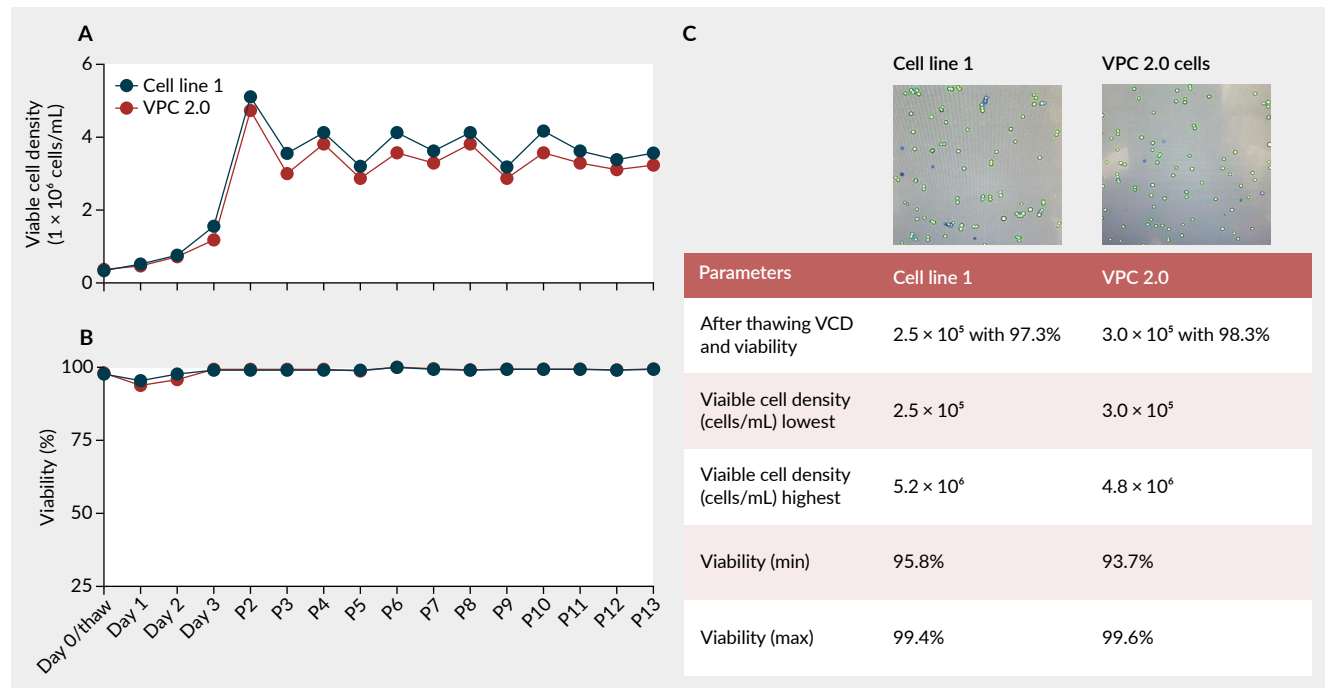 A
6
4
2
0
Viable cell density
(1 × 10⁶ cells/mL)
Cell line 1
VPC 2.0
B
100
75
50
25
Viability (%)
Day 0/thaw
Day 1
Day 2
Day 3
P2
P3
P4
P5
P6
P7
P8
P9
P10
P11
P12
P13
C
Cell line 1 VPC 2.0 cells
Parameters Cell line 1 VPC 2.0
After thawing VCD
and viability 2.5 × 10⁵ with 97.3% 3.0 × 10⁵ with 98.3%
Viaible cell density
(cells/mL) lowest 2.5 × 10⁵ 3.0 × 10⁵
Viaible cell density
(cells/mL) highest 5.2 × 10⁶ 4.8 × 10⁶
Viability (min) 95.8% 93.7%
Viability (max) 99.4% 99.6%